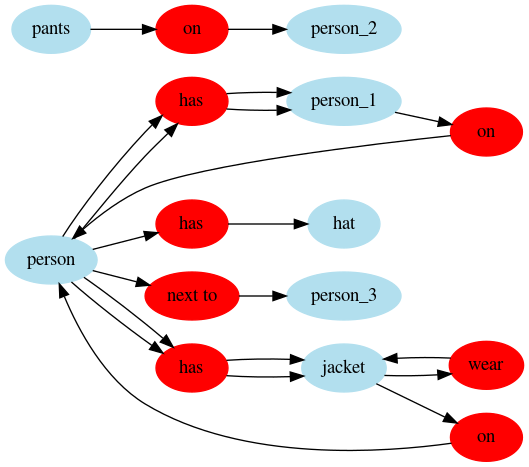 pants
on
person_2
has
person_1
on
has
hat
person
next to
person_3
has
jacket
wear
on